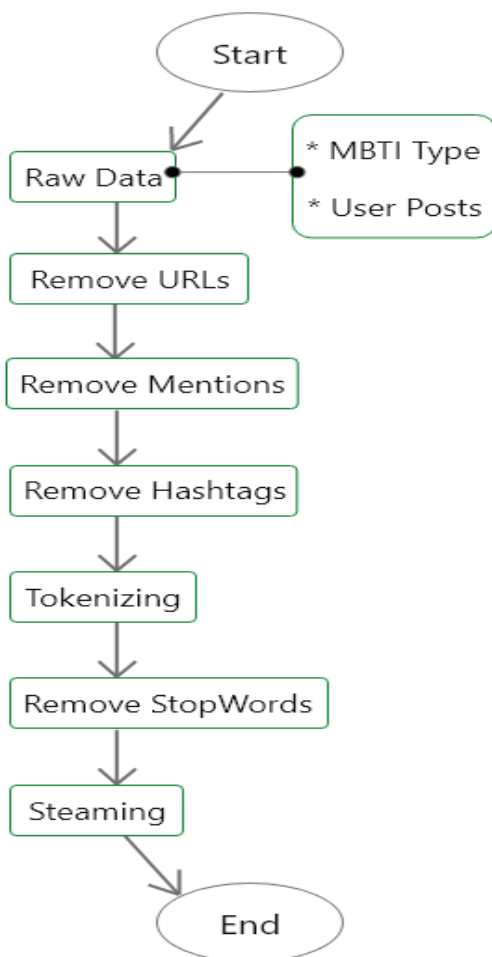 Start
Raw Data
* MBTI Type
* User Posts
Remove URLs
Remove Mentions
Remove Hashtags
Tokenizing
Remove StopWords
Steaming
End